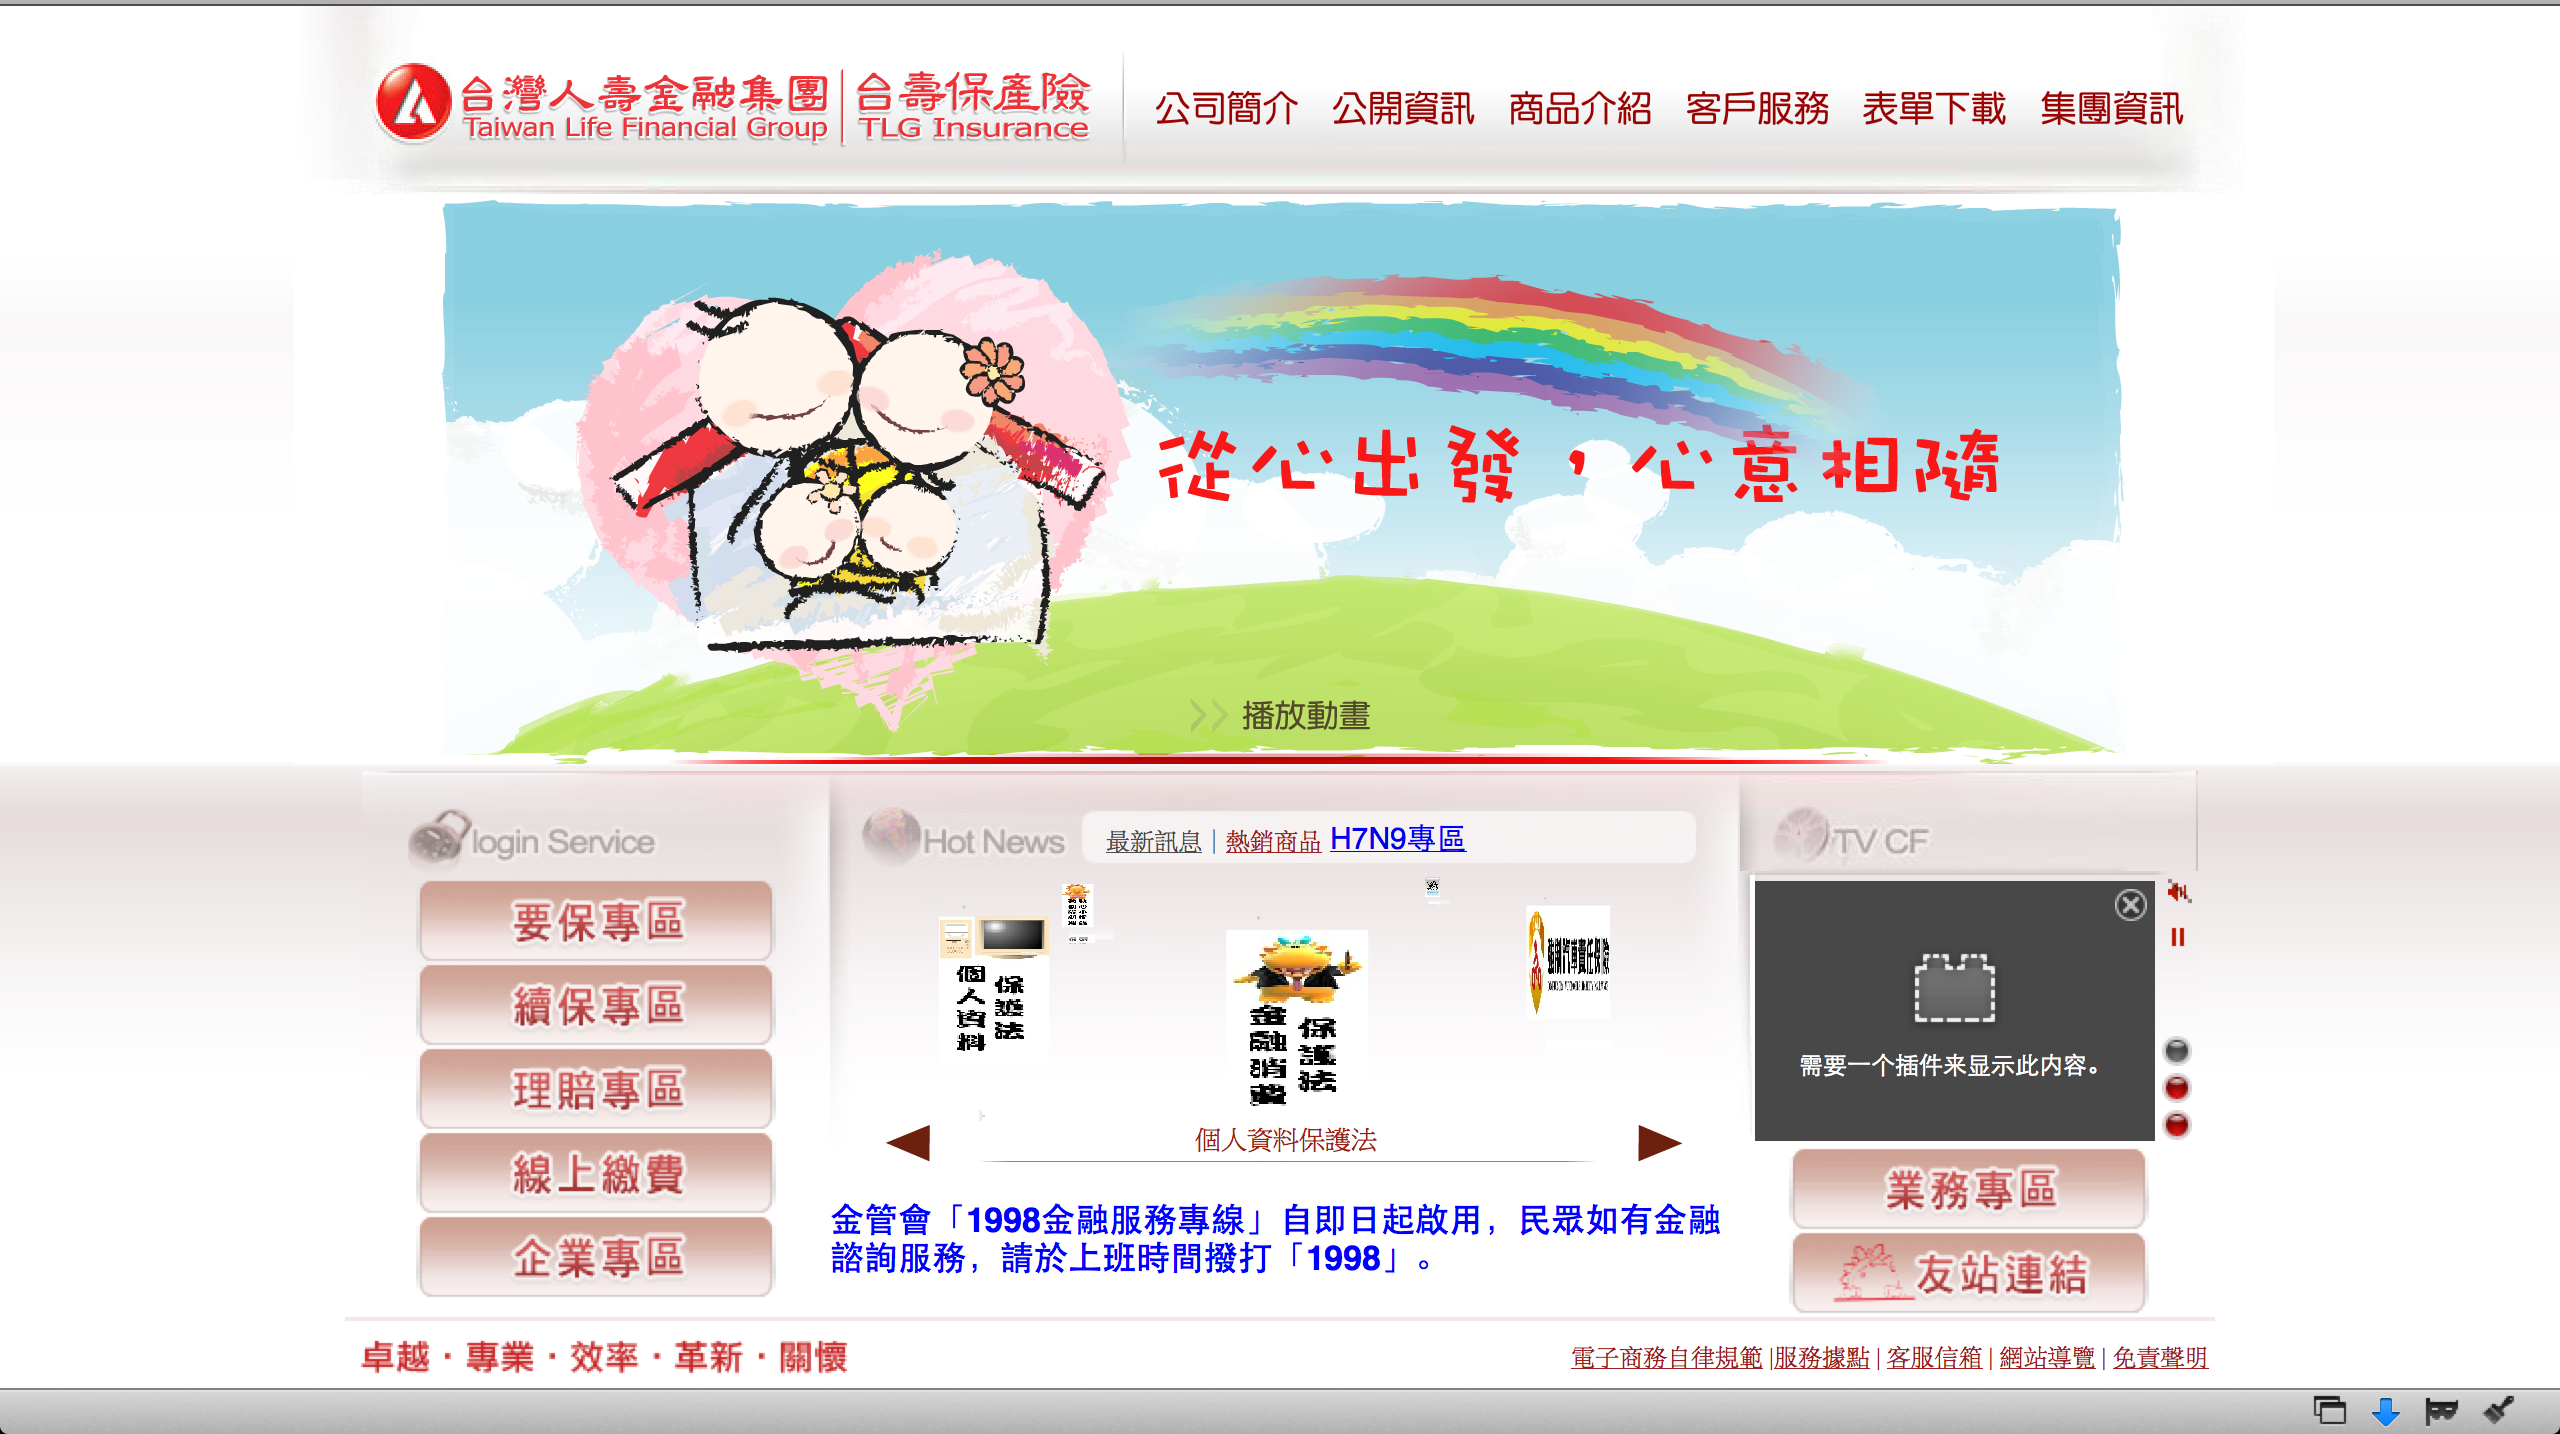 台灣人壽金融集團 台壽保產險
Taiwan Life Financial Group TLG Insurance
公司簡介 公開資訊 商品介紹 客戶服務 表單下載 集團資訊
從心出發，心意相隨
播放動畫
login Service
要保專區
續保專區
理賠專區
線上繳費
企業專區
Hot News
最新訊息 | 熱銷商品 H7N9專區
個人資料
保護法
金融消費
保護法
強制汽車責任保險
個人資料保護法
金管會「1998金融服務專線」自即日起啟用，民眾如有金融
諮詢服務，請於上班時間撥打「1998」。
TV CF
需要一个插件来显示此内容。
業務專區
友站連結
卓越・專業・效率・革新・關懷
電子商務自律規範 |服務據點 | 客服信箱 | 網站導覽 | 免責聲明